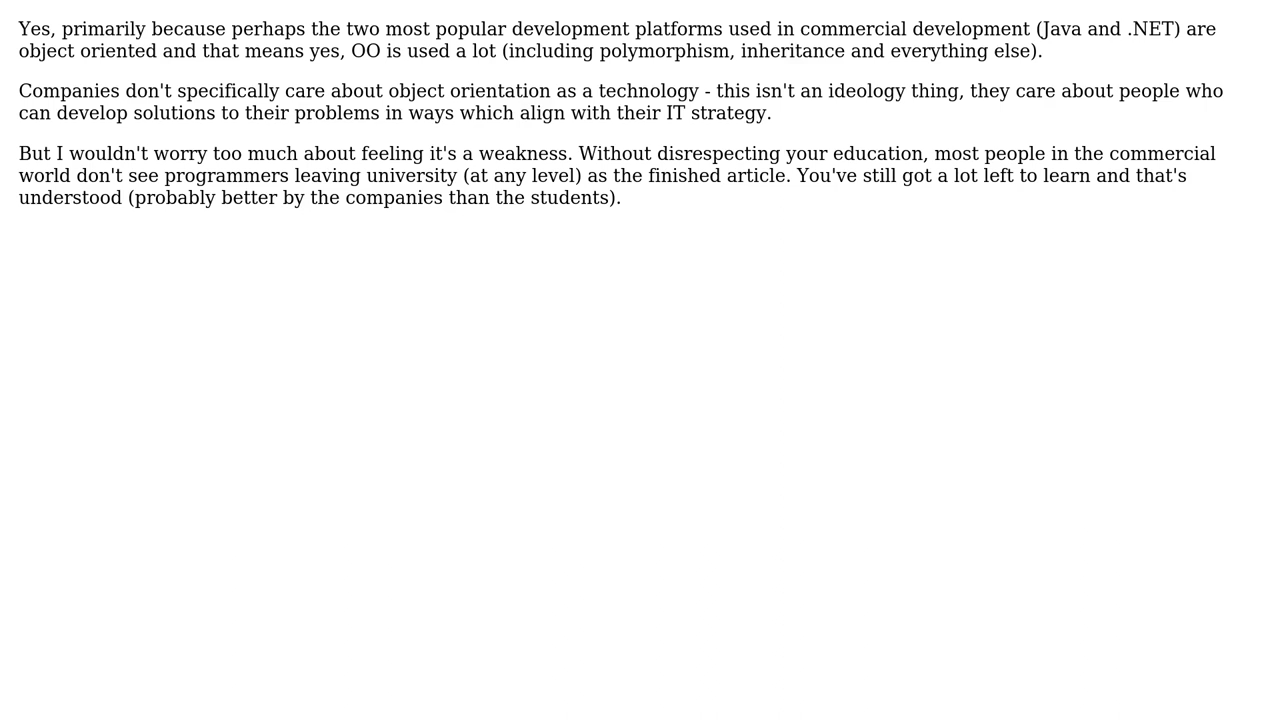 Yes, primarily because perhaps the two most popular development platforms used in commercial development (Java and .NET) are
object oriented and that means yes, OO is used a lot (including polymorphism, inheritance and everything else).
Companies don't specifically care about object orientation as a technology - this isn't an ideology thing, they care about people who
can develop solutions to their problems in ways which align with their IT strategy.
But I wouldn't worry too much about feeling it's a weakness. Without disrespecting your education, most people in the commercial
world don't see programmers leaving university (at any level) as the finished article. You've still got a lot left to learn and that's
understood (probably better by the companies than the students).